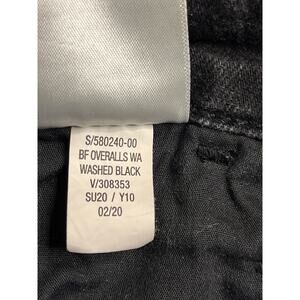 S/580240-00
BF OVERALLS WA
WASHED BLACK
V/308353
SU20 / Y10
02/20